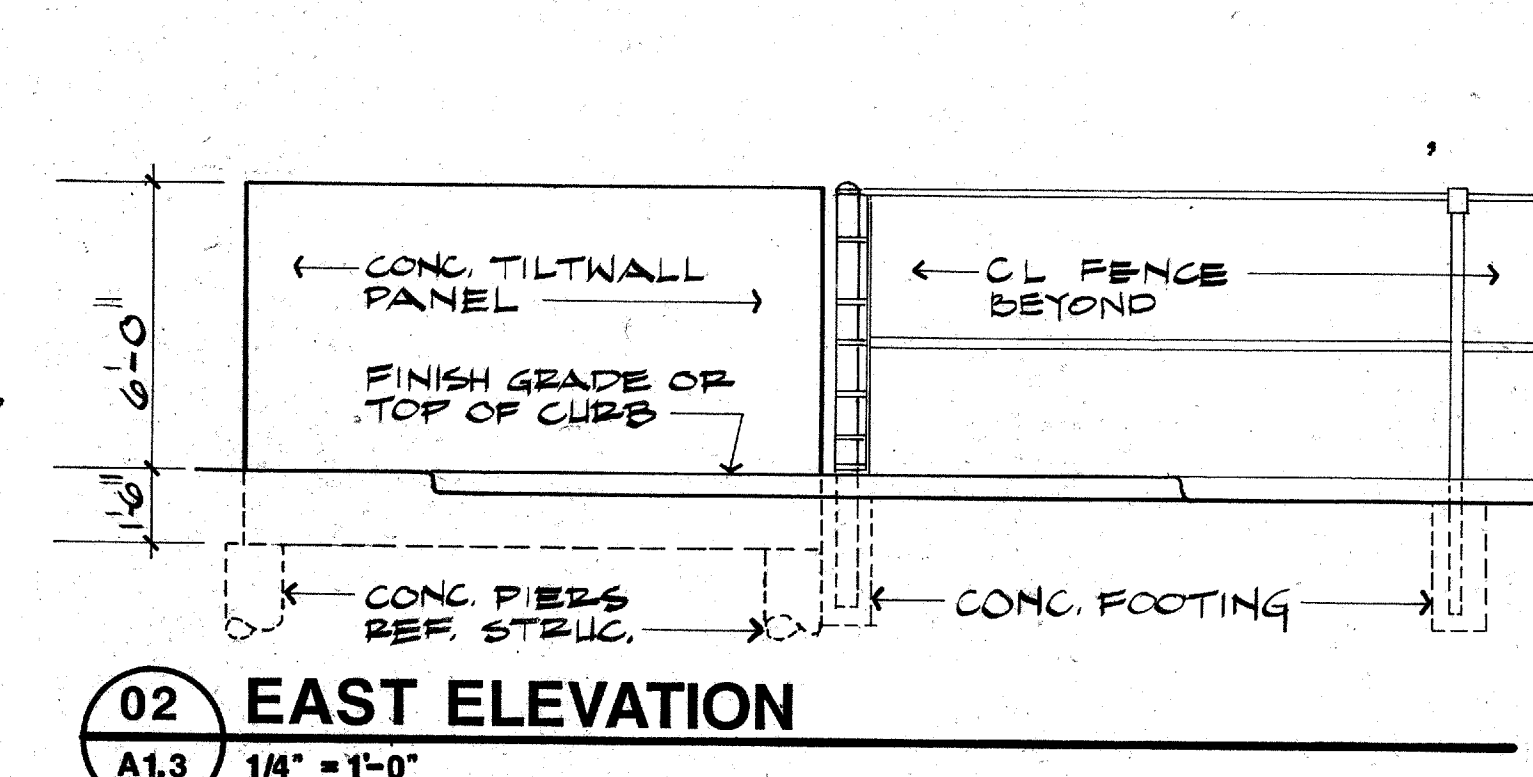 CONC. TILTWALL
PANEL
CL FENCE
BEYOND
6'-0"
FINISH GRADE OR
TOP OF CURB
1'-6"
CONC. PIERS
REF. STRUC.
CONC. FOOTING
02
EAST ELEVATION
A1.3
1/4" = 1'-0"